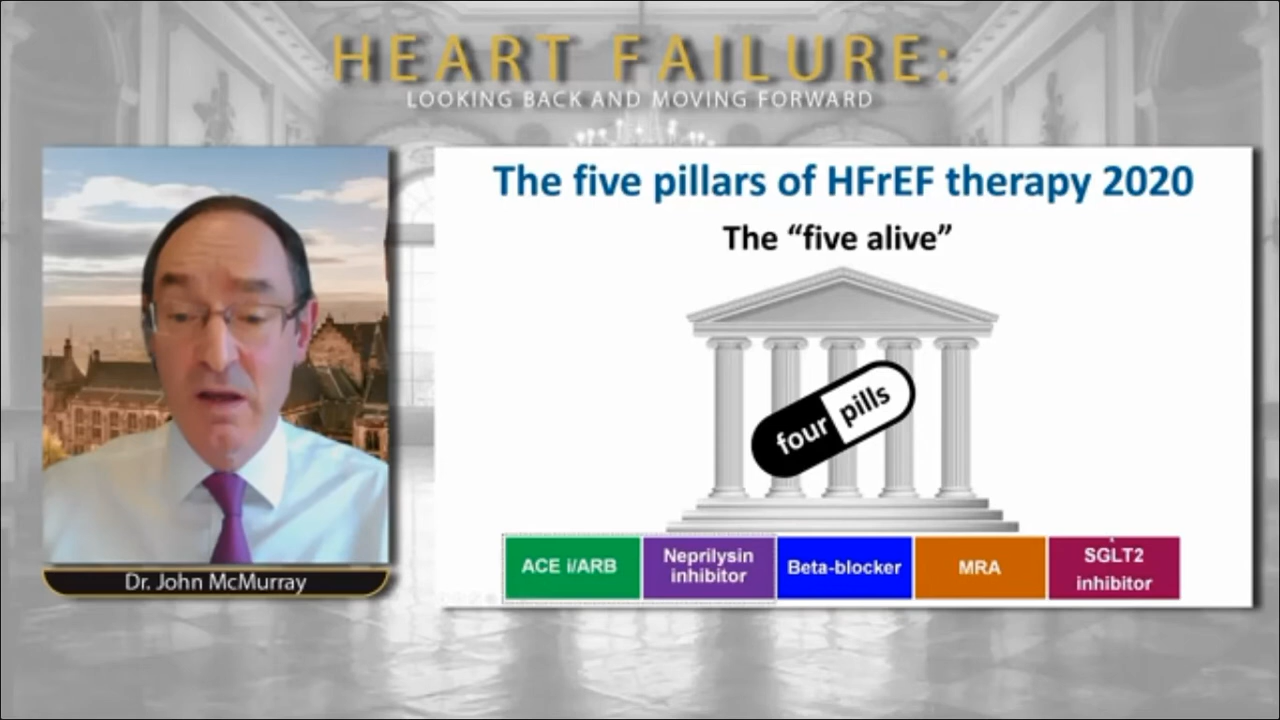 HEART FAILURE:
LOOKING BACK AND MOVING FORWARD
The five pillars of HFrEF therapy 2020
The “five alive”
four pills
ACE i/ARB
Neprilysin
inhibitor
Beta-blocker
MRA
SGLT2
inhibitor
Dr. John McMurray